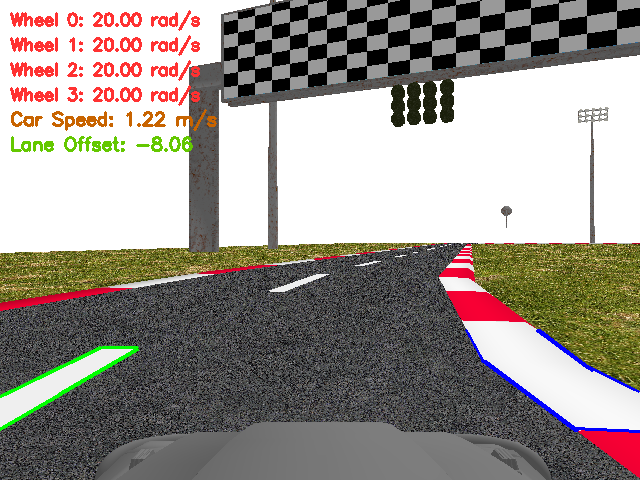 Wheel 0: 20.00 rad/s
Wheel 1: 20.00 rad/s
Wheel 2: 20.00 rad/s
Wheel 3: 20.00 rad/s
Car Speed: 1.22 m/s
Lane Offset: -8.06